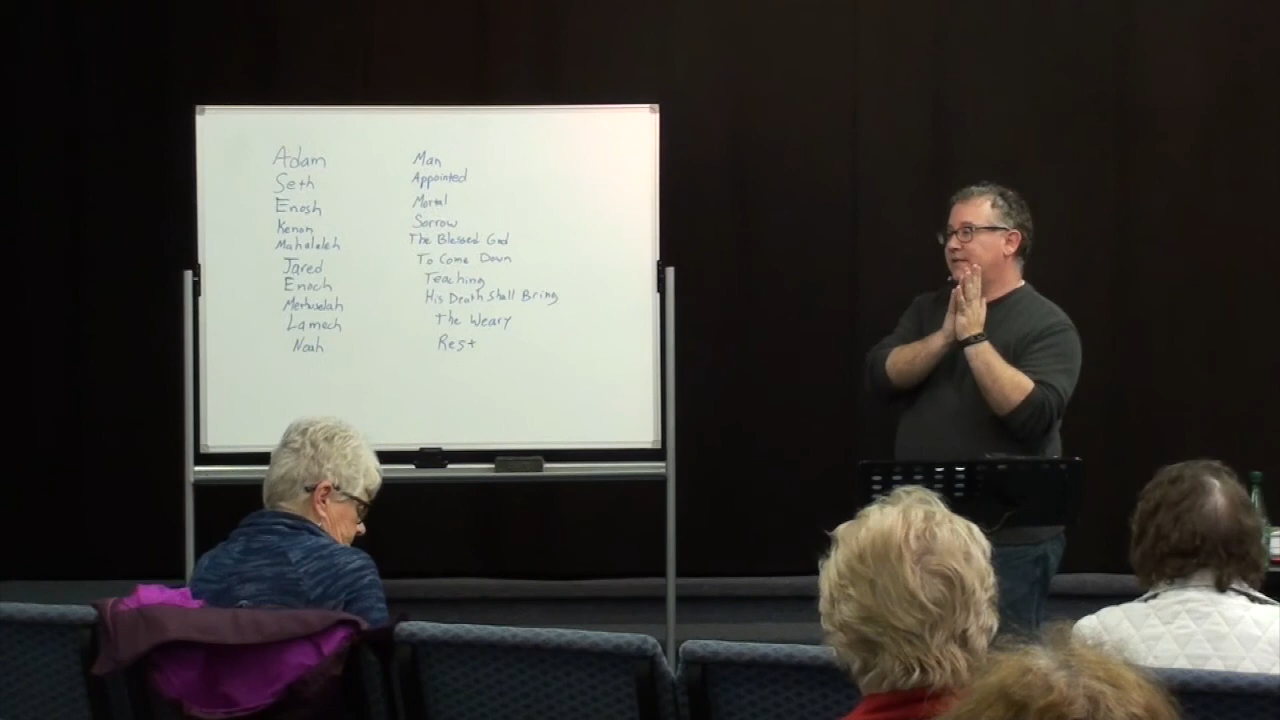 Adam Man
Seth Appointed
Enosh Mortal
Kenan Sorrow
Mahalaleh The Blessed God
Jared To Come Down
Enoch Teaching
Methuselah His Death Shall Bring
Lamech The Weary
Noah Rest